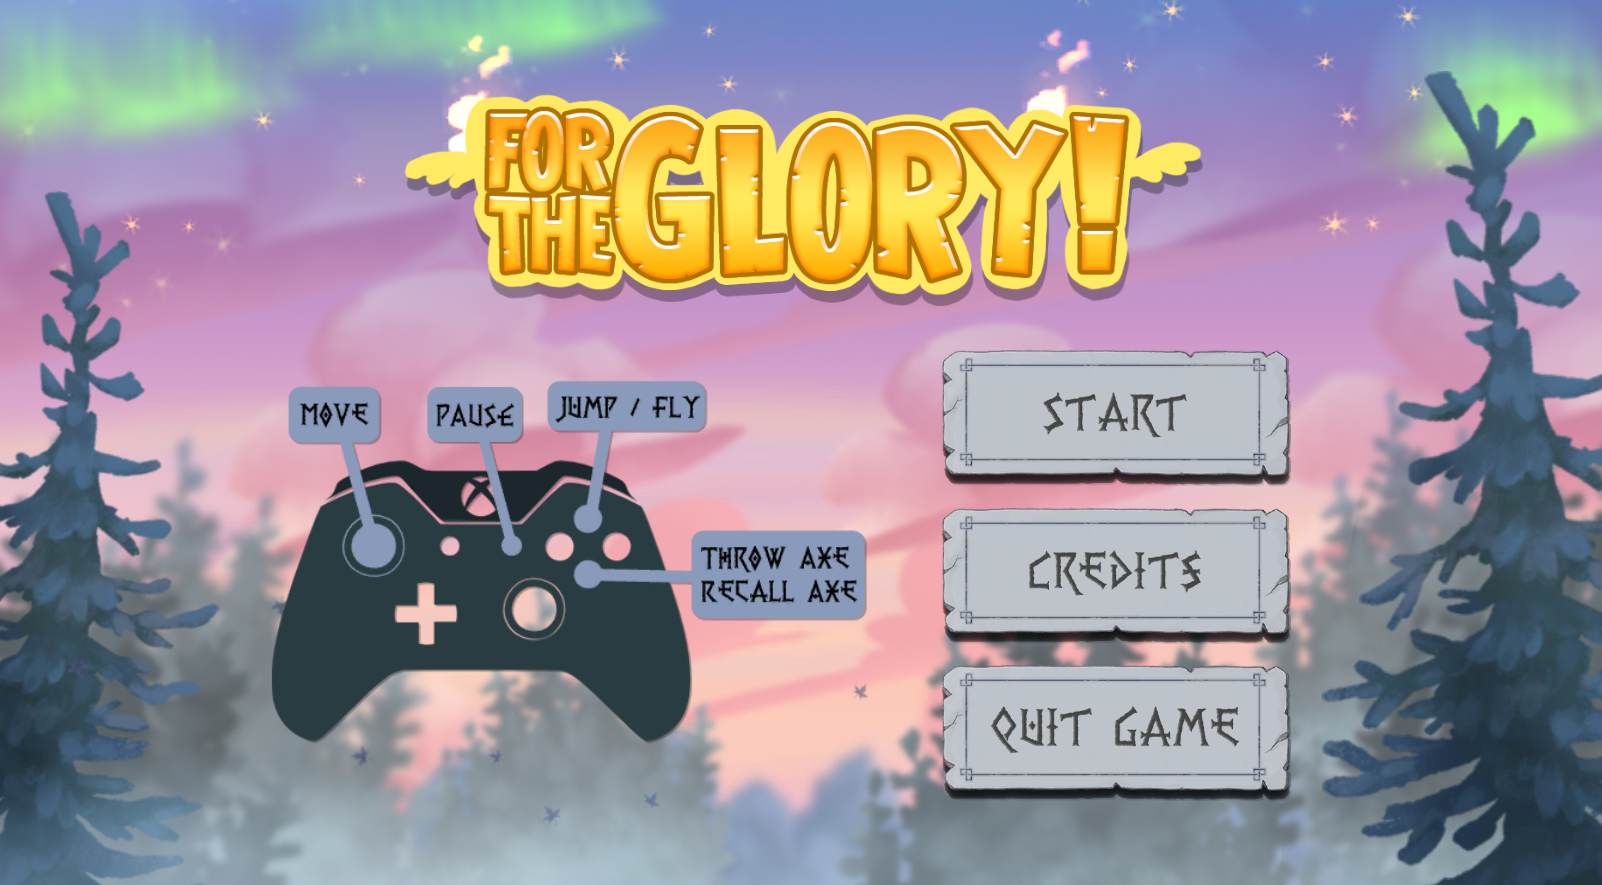 FOR
THE GLORY!
MOVE
PAUSE
JUMP / FLY
THROW AXE
RECALL AXE
START
CREDITS
QUIT GAME